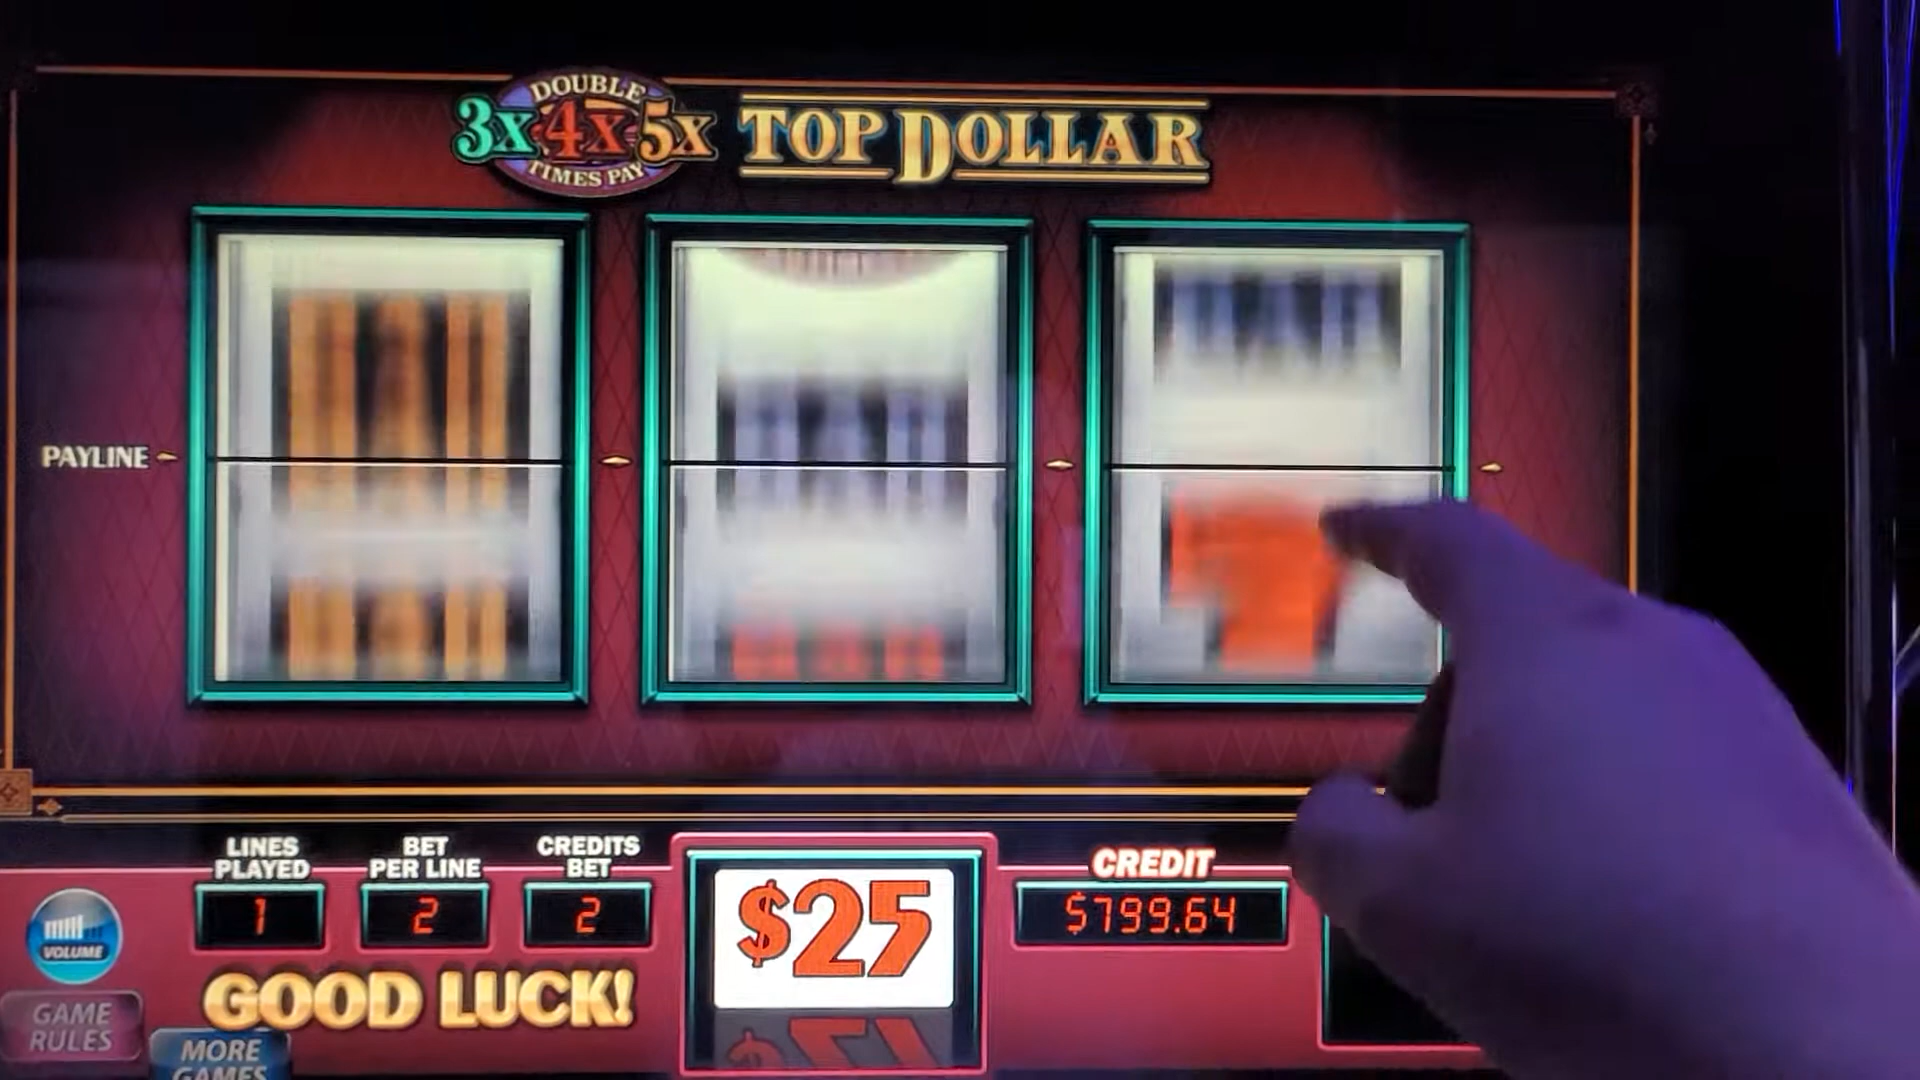 DOUBLE
3x4x5x
TIMES PAY
TOP DOLLAR
PAYLINE
LINES
PLAYED
BET
PER LINE
CREDITS
BET
CREDIT
1
2
2
$25
$799.64
VOLUME
GOOD LUCK!
GAME
RULES
MORE
GAMES